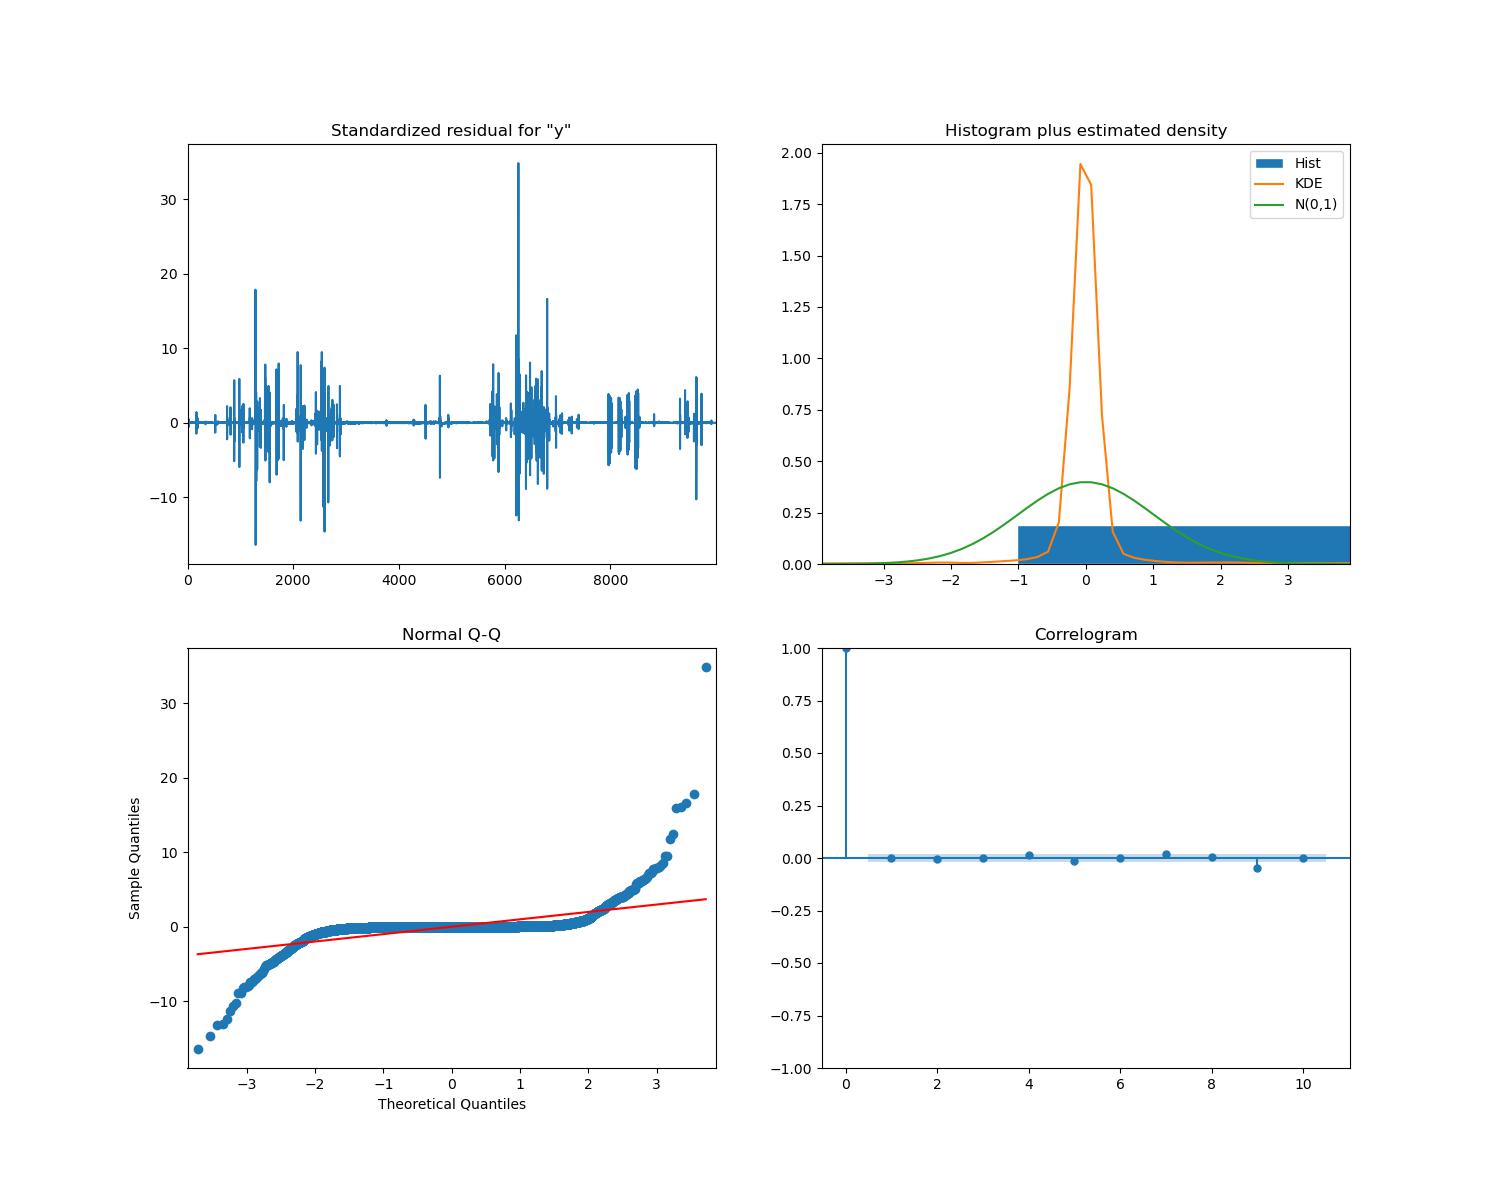 Standardized residual for "y"
30
20
10
0
−10
0 2000 4000 6000 8000
Histogram plus estimated density
2.00
1.75
1.50
1.25
1.00
0.75
0.50
0.25
0.00
−3 −2 −1 0 1 2 3
Hist
KDE
N(0,1)
Normal Q-Q
Sample Quantiles
30
20
10
0
−10
−3 −2 −1 0 1 2 3
Theoretical Quantiles
Correlogram
1.00
0.75
0.50
0.25
0.00
−0.25
−0.50
−0.75
−1.00
0 2 4 6 8 10